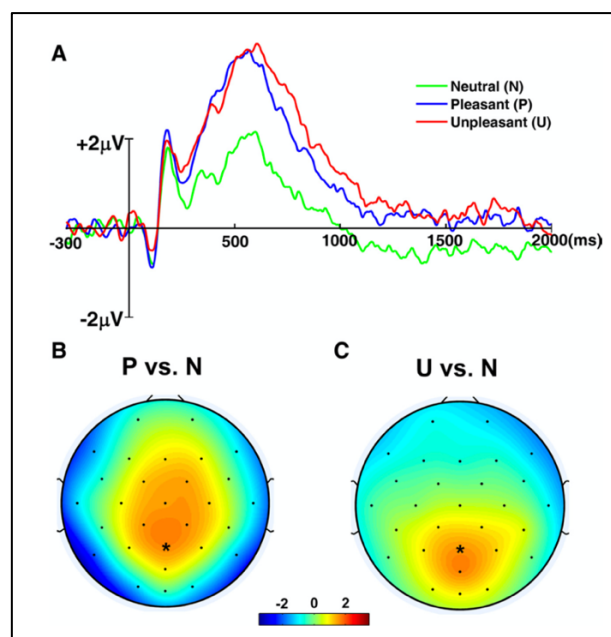 A
Neutral (N)
Pleasant (P)
Unpleasant (U)
+2μV
-300 500 1000 1500 2000(ms)
-2μV
B C
P vs. N U vs. N
* *
-2 0 2